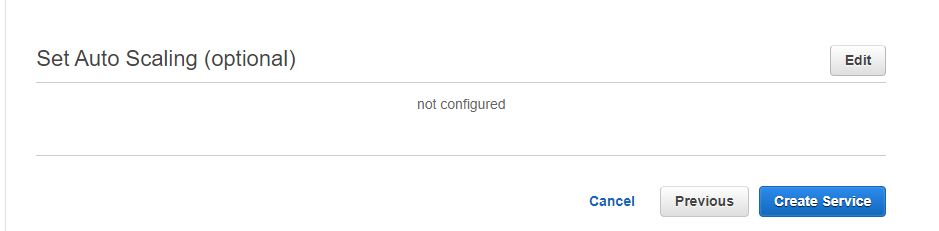 Set Auto Scaling (optional)
Edit
not configured
Cancel
Previous
Create Service